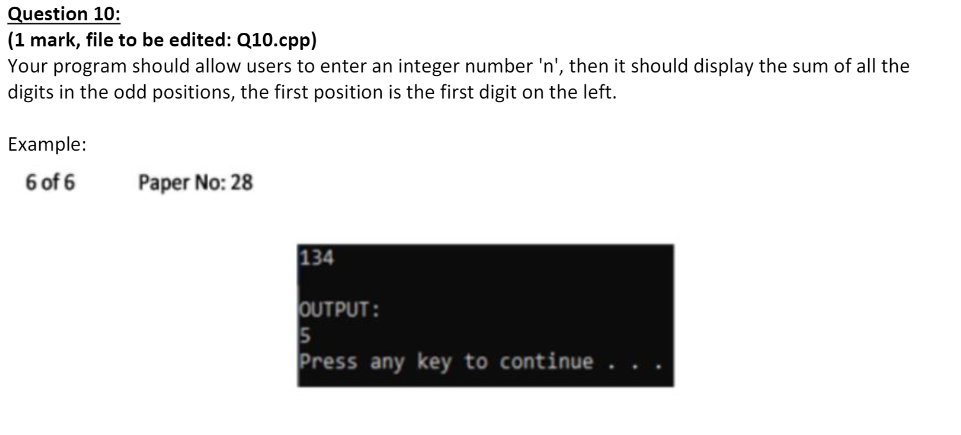 Question 10:
(1 mark, file to be edited: Q10.cpp)
Your program should allow users to enter an integer number 'n', then it should display the sum of all the
digits in the odd positions, the first position is the first digit on the left.
Example:
6 of 6 Paper No: 28
134
OUTPUT:
5
Press any key to continue . . .